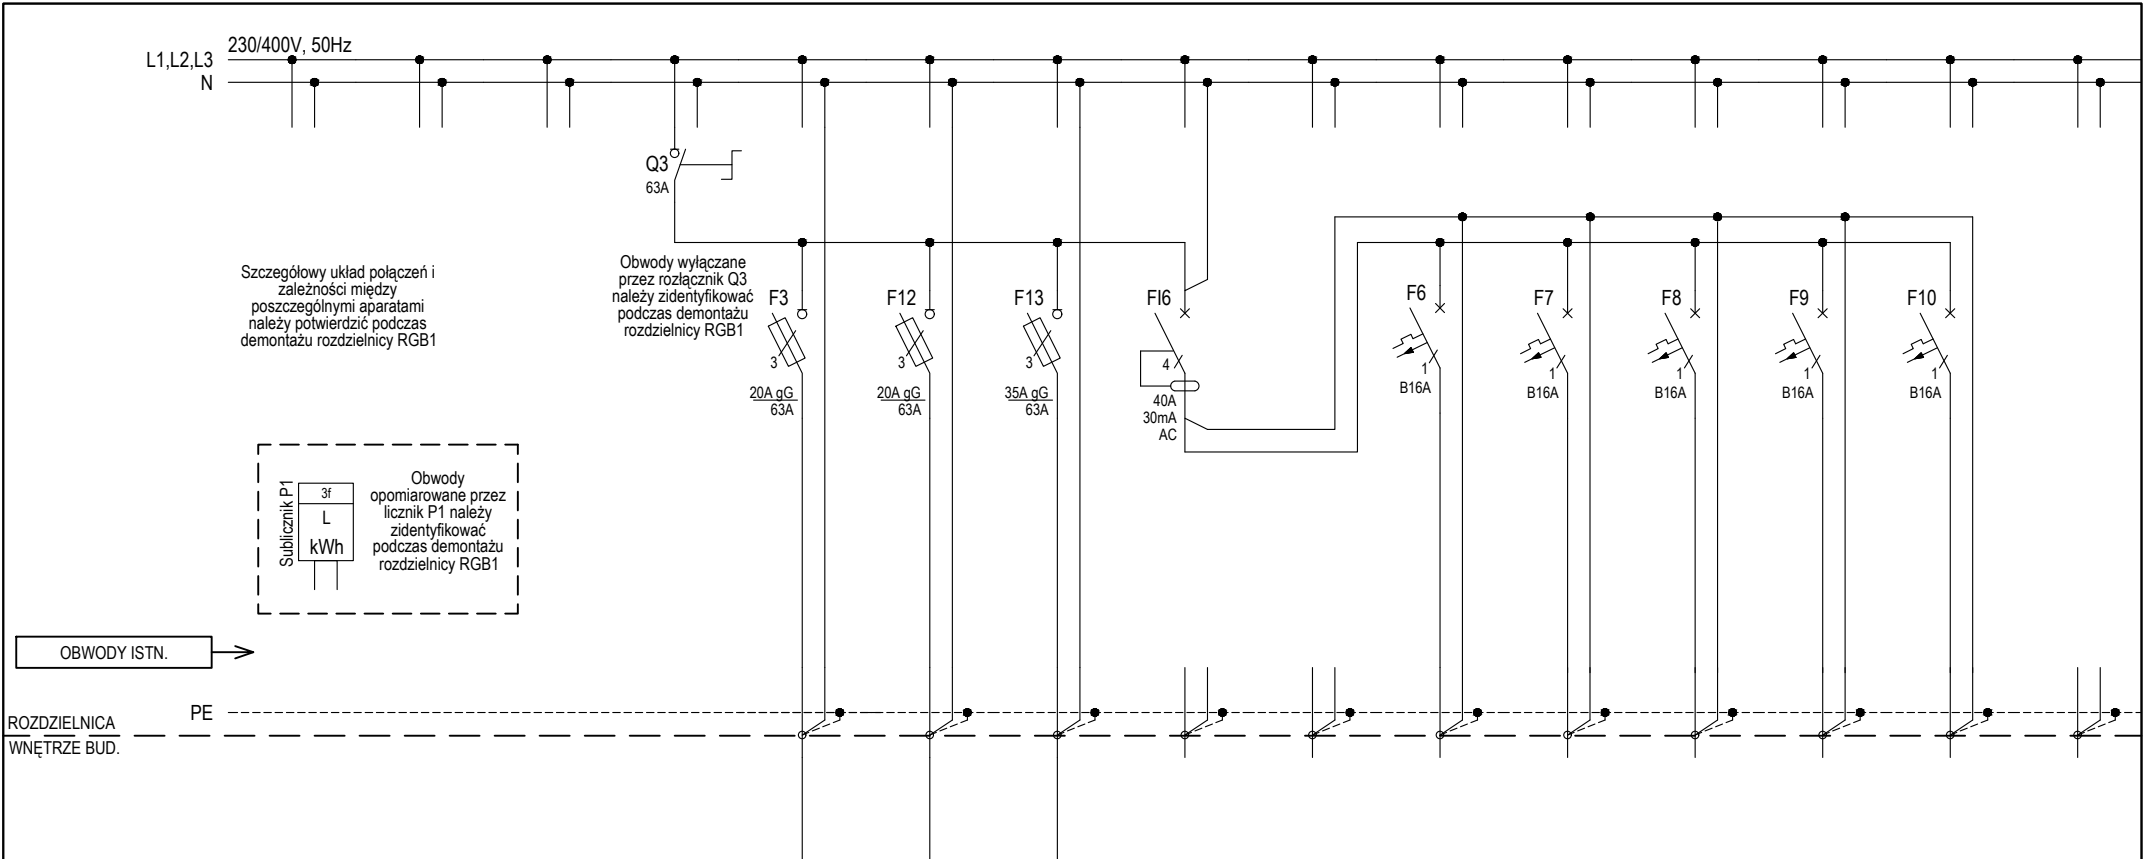 230/400V, 50Hz
L1,L2,L3
N
Q3
63A
Szczegółowy układ połączeń i
zależności między
poszczególnymi aparatami
należy potwierdzić podczas
demontażu rozdzielnicy RGB1
Obwody wyłączane
przez rozłącznik Q3
należy zidentyfikować
podczas demontażu
rozdzielnicy RGB1
F3
3
20A gG
63A
F12
3
20A gG
63A
F13
3
35A gG
63A
FI6
4
40A
30mA
AC
F6
1
B16A
F7
1
B16A
F8
1
B16A
F9
1
B16A
F10
1
B16A
Sublicznik P1
3f
L
kWh
Obwody
opomiarowane przez
licznik P1 należy
zidentyfikować
podczas demontażu
rozdzielnicy RGB1
OBWODY ISTN.
PE
ROZDZIELNICA
WNĘTRZE BUD.